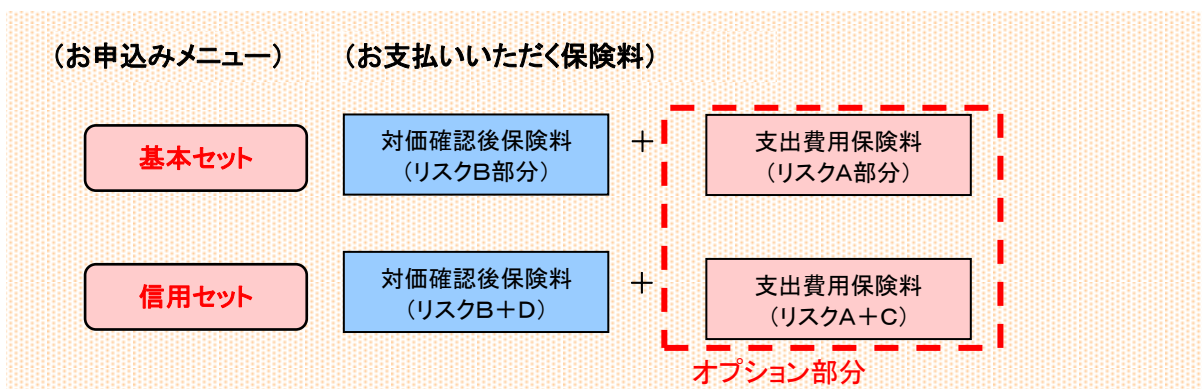 （お申込みメニュー）　（お支払いいただく保険料）
基本セット
対価確認後保険料
（リスクB部分）
＋
支出費用保険料
（リスクA部分）
信用セット
対価確認後保険料
（リスクB＋D）
＋
支出費用保険料
（リスクA＋C）
オプション部分